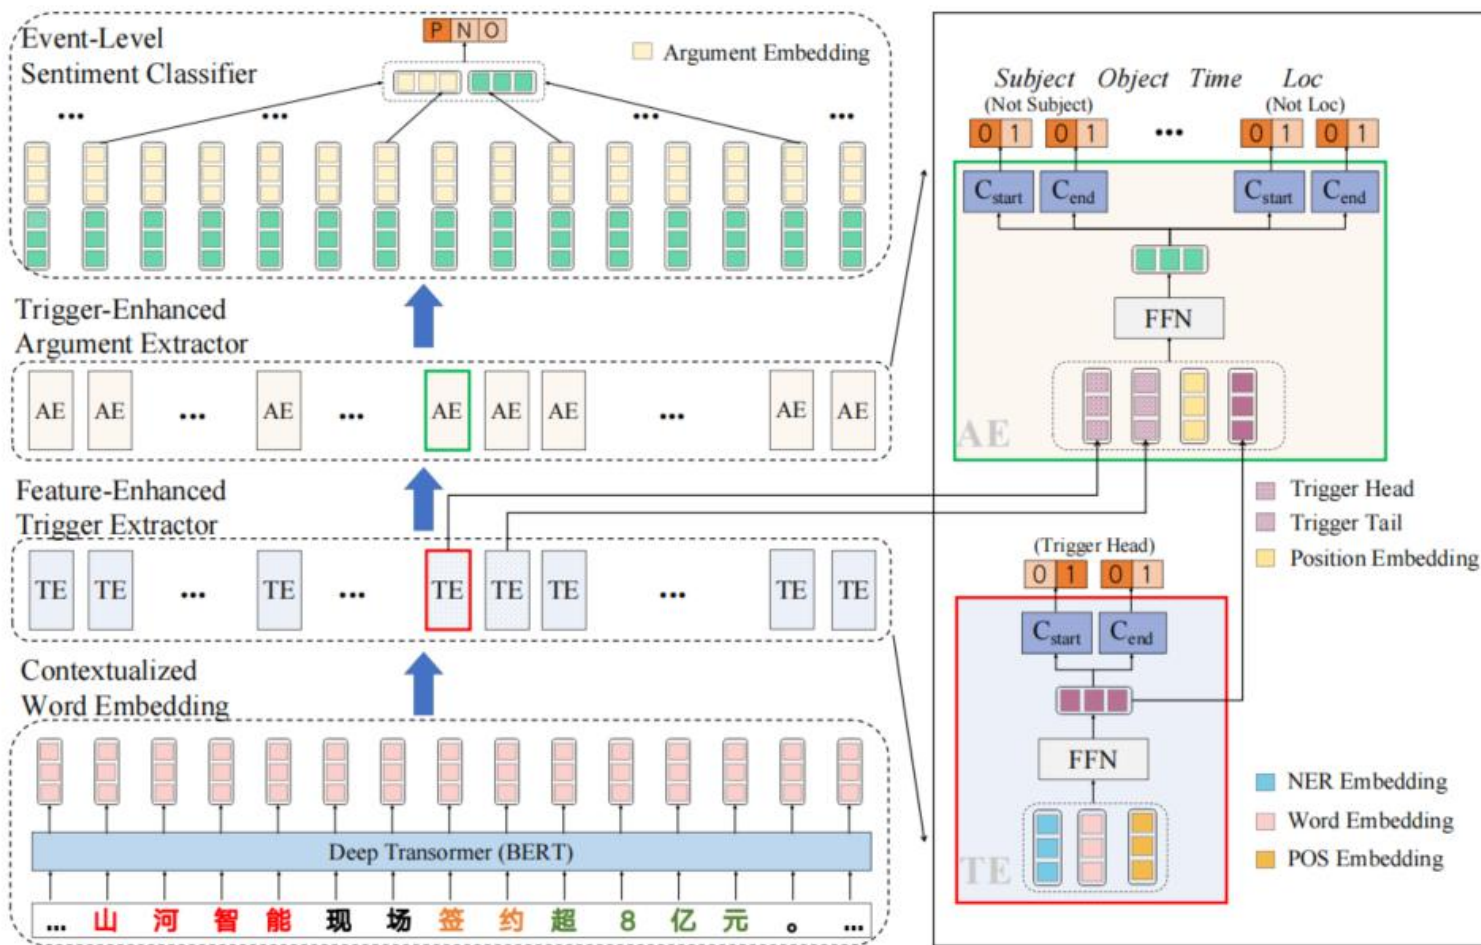 Event-Level
Sentiment Classifier
P N O
Argument Embedding
... ... ... ...
Trigger-Enhanced
Argument Extractor
AE AE ... AE ... AE AE AE ... AE AE
Feature-Enhanced
Trigger Extractor
TE TE ... TE ... TE TE TE ... TE TE
Contextualized
Word Embedding
Deep Transormer (BERT)
... 山 河 智 能 现 场 签 约 超 8 亿 元 。 ...
Subject Object Time Loc
(Not Subject) (Not Loc)
0 1 0 1 ... 0 1 0 1
Cstart Cend Cstart Cend
FFN
AE
Trigger Head
Trigger Tail
Position Embedding
(Trigger Head)
0 1 0 1
Cstart Cend
FFN
TE
NER Embedding
Word Embedding
POS Embedding